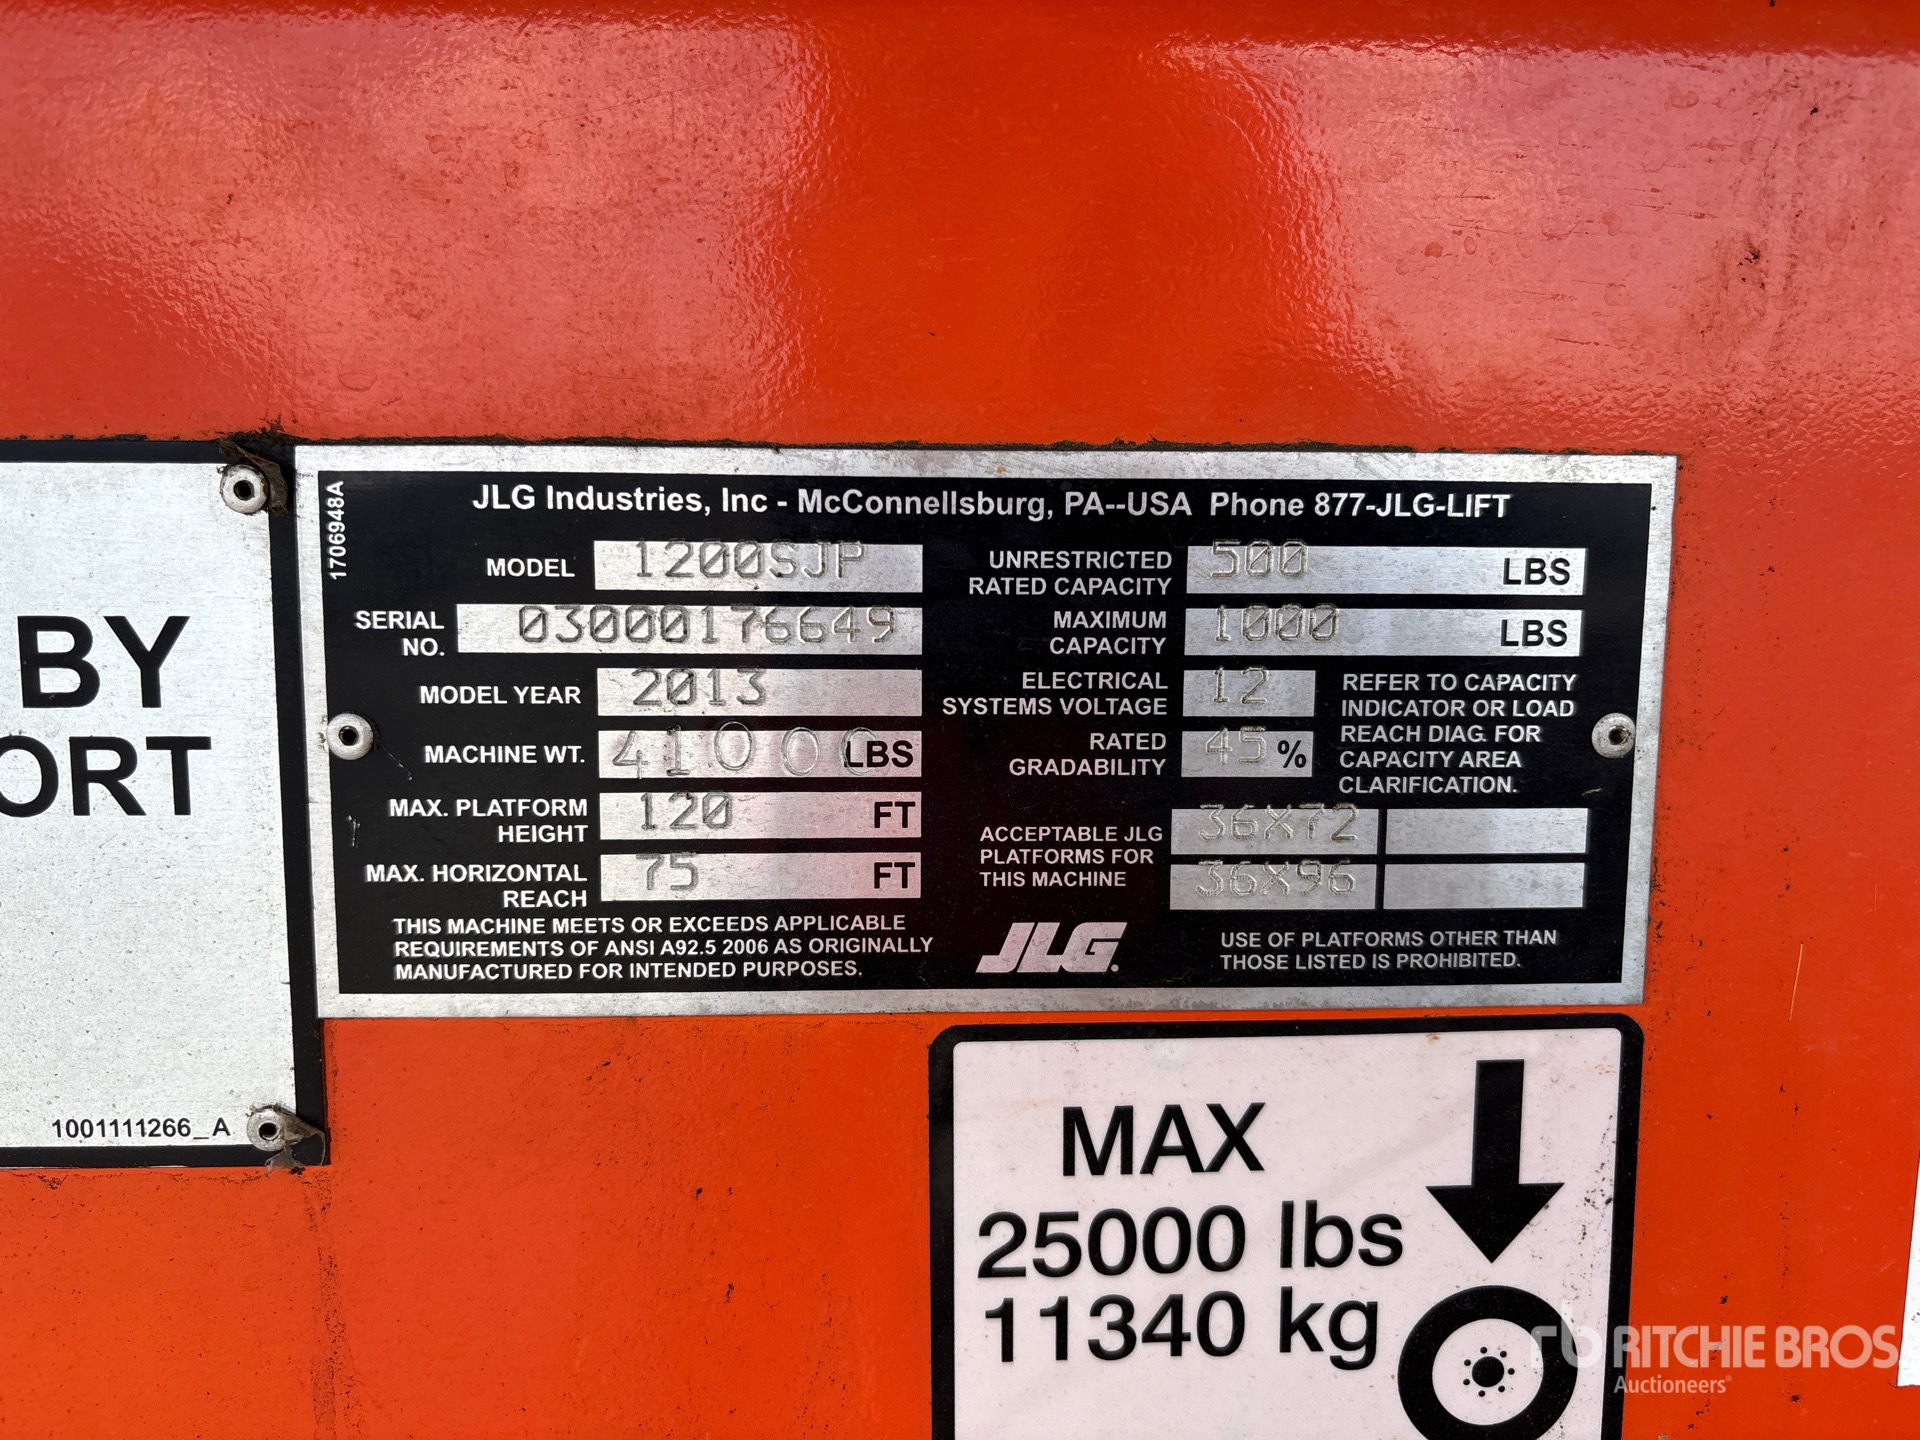 BY
ORT
1001111266_A
1706948A
JLG Industries, Inc - McConnellsburg, PA--USA Phone 877-JLG-LIFT
MODEL 1200SJP
SERIAL NO. 03000176649
MODEL YEAR 2013
MACHINE WT. 41000 LBS
MAX. PLATFORM HEIGHT 120 FT
MAX. HORIZONTAL REACH 75 FT
THIS MACHINE MEETS OR EXCEEDS APPLICABLE
REQUIREMENTS OF ANSI A92.5 2006 AS ORIGINALLY
MANUFACTURED FOR INTENDED PURPOSES.
UNRESTRICTED RATED CAPACITY 500 LBS
MAXIMUM CAPACITY 1000 LBS
ELECTRICAL SYSTEMS VOLTAGE 12
RATED GRADABILITY 45 %
REFER TO CAPACITY
INDICATOR OR LOAD
REACH DIAG. FOR
CAPACITY AREA
CLARIFICATION.
ACCEPTABLE JLG
PLATFORMS FOR
THIS MACHINE
36X72
36X96
JLG.
USE OF PLATFORMS OTHER THAN
THOSE LISTED IS PROHIBITED.
MAX
25000 lbs
11340 kg
rb RITCHIE BROS.
Auctioneers®